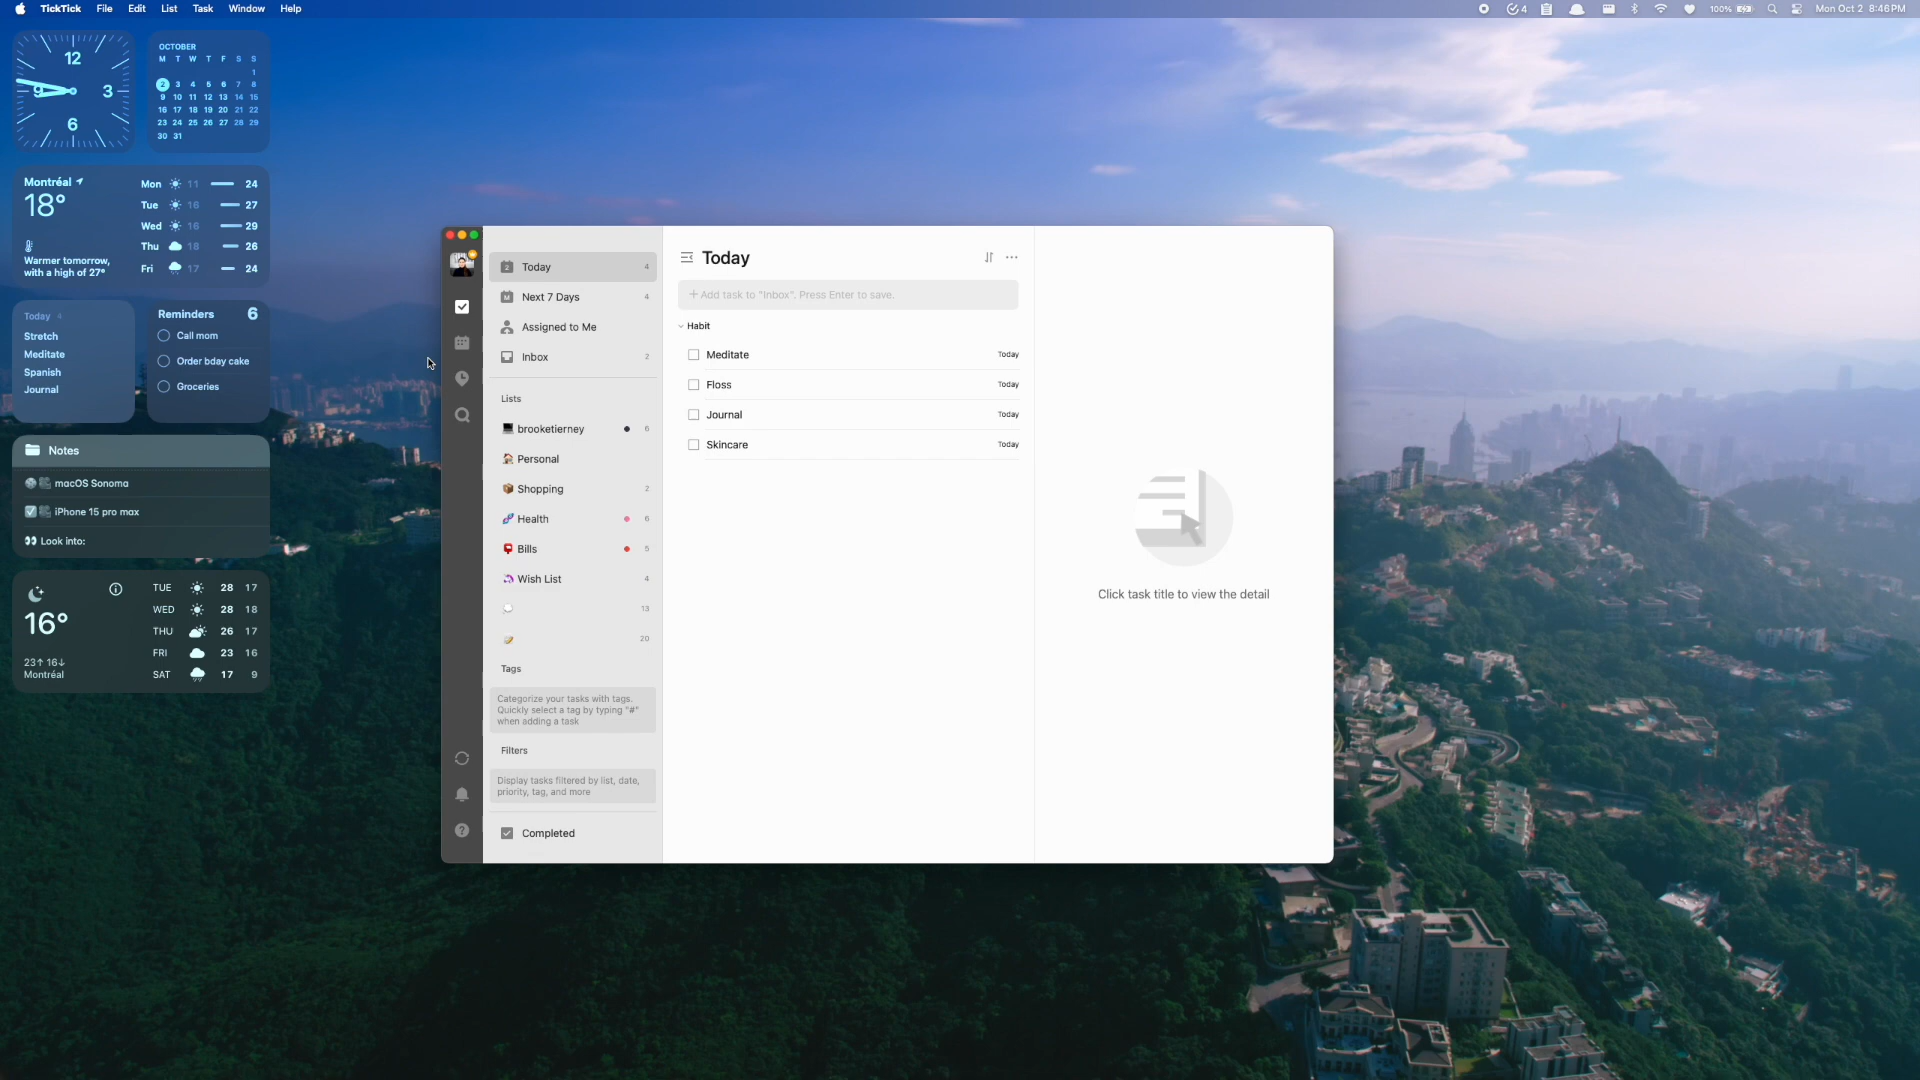 TickTick File Edit List Task Window Help
4 100% Mon Oct 2 8:46 PM
12
9 3
6
OCTOBER
M T W T F S S
1
2 3 4 5 6 7 8
9 10 11 12 13 14 15
16 17 18 19 20 21 22
23 24 25 26 27 28 29
30 31
Montréal
18°
Warmer tomorrow,
with a high of 27°
Mon 11 24
Tue 16 27
Wed 16 29
Thu 18 26
Fri 17 24
Today 4
Stretch
Meditate
Spanish
Journal
Reminders 6
Call mom
Order bday cake
Groceries
Notes
macOS Sonoma
iPhone 15 pro max
Look into:
16°
23↑ 16↓
Montréal
TUE 28 17
WED 28 18
THU 26 17
FRI 23 16
SAT 17 9
Today 4
Next 7 Days 4
Assigned to Me
Inbox 2
Lists
brooketierney 6
Personal
Shopping 2
Health 6
Bills 5
Wish List 4
13
20
Tags
Categorize your tasks with tags.
Quickly select a tag by typing "#"
when adding a task
Filters
Display tasks filtered by list, date,
priority, tag, and more
Completed
Today
+ Add task to "Inbox". Press Enter to save.
Habit
Meditate Today
Floss Today
Journal Today
Skincare Today
Click task title to view the detail